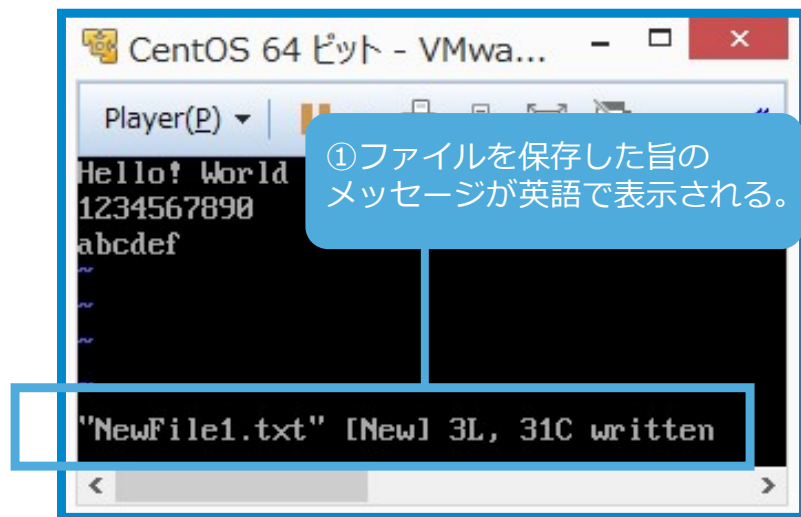 CentOS 64 ビット - VMwa...
Player(P)
①ファイルを保存した旨の
メッセージが英語で表示される。
Hello! World
1234567890
abcdef
~
~
~
~
"NewFile1.txt" [New] 3L, 31C written